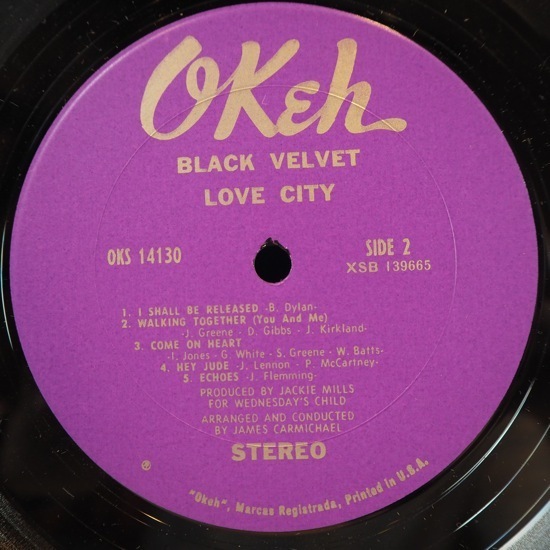 OKeh
BLACK VELVET
LOVE CITY
OKS 14130
SIDE 2
XSB 139665
1. I SHALL BE RELEASED -B. Dylan-
2. WALKING TOGETHER (You And Me)
-J. Greene - D. Gibbs - J. Kirkland-
3. COME ON HEART
-I. Jones - G. White - S. Greene - W. Batts-
4. HEY JUDE -J. Lennon - P. McCartney-
5. ECHOES -J. Flemming-
PRODUCED BY JACKIE MILLS
FOR WEDNESDAY'S CHILD
ARRANGED AND CONDUCTED
BY JAMES CARMICHAEL
STEREO
℗
"Okeh", Marcas Registrada, Printed in U.S.A.